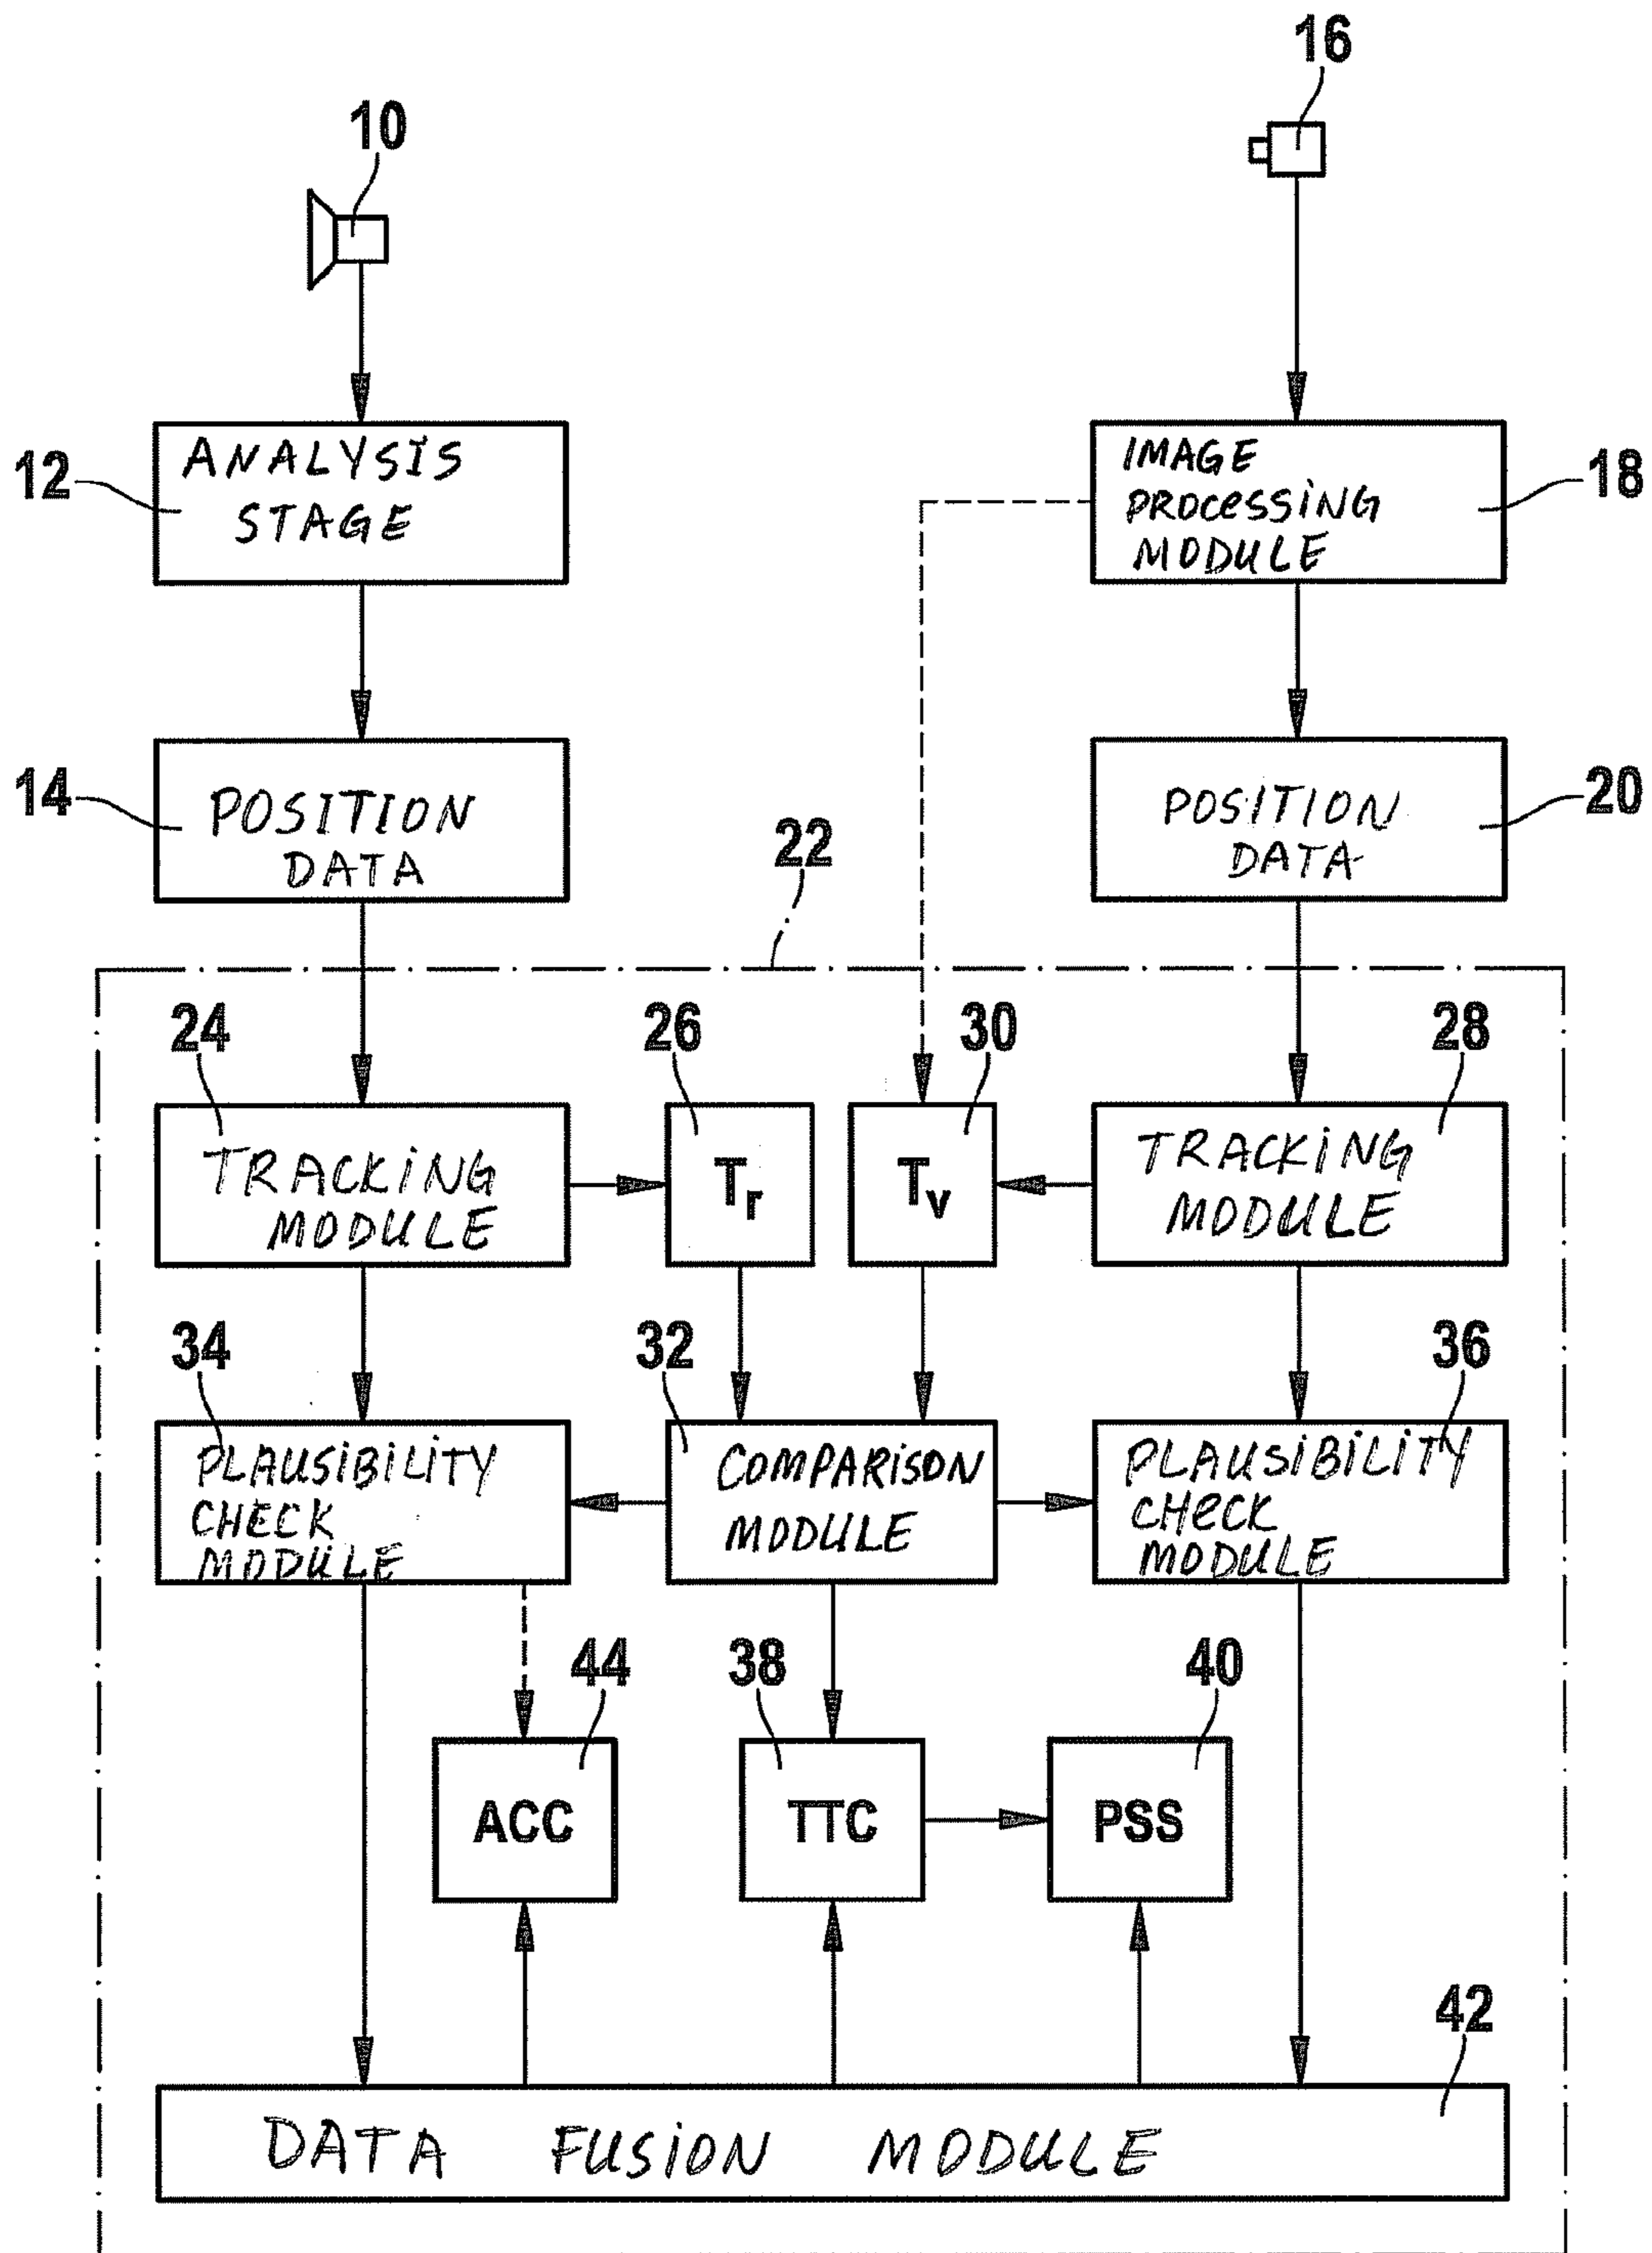 16
10
ANALYSIS
STAGE
12
IMAGE
PROCESSING
MODULE
18
POSITION
DATA
14
POSITION
DATA
20
22
24
26
30
28
TRACKING
MODULE
Tr
Tv
TRACKING
MODULE
34
32
36
PLAUSIBILITY
CHECK
MODULE
COMPARISON
MODULE
PLAUSIBILITY
CHECK
MODULE
44
38
40
ACC
TTC
PSS
42
DATA FUSION MODULE